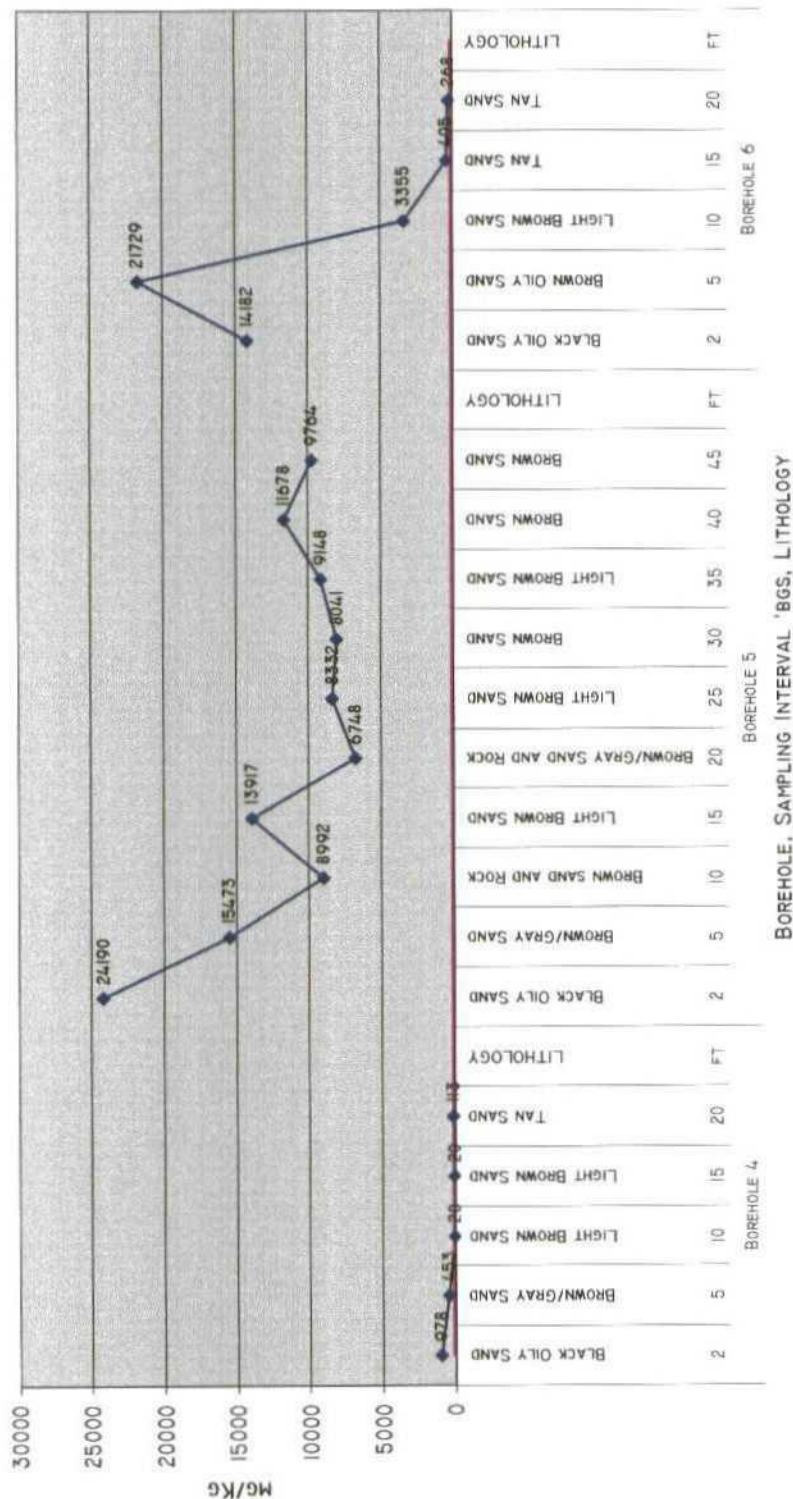 MG/KG
30000
25000
20000
15000
10000
5000
0
978
453
20
20
113
24190
15473
8992
13917
6748
8332
8041
9148
11678
9764
14182
21729
3355
405
268
BLACK OILY SAND
BROWN/GRAY SAND
LIGHT BROWN SAND
LIGHT BROWN SAND
TAN SAND
LITHOLOGY
BLACK OILY SAND
BROWN/GRAY SAND
BROWN SAND AND ROCK
LIGHT BROWN SAND
BROWN/GRAY SAND AND ROCK
LIGHT BROWN SAND
BROWN SAND
LIGHT BROWN SAND
BROWN SAND
BROWN SAND
LITHOLOGY
BLACK OILY SAND
BROWN OILY SAND
LIGHT BROWN SAND
TAN SAND
TAN SAND
LITHOLOGY
2 5 10 15 20 FT 2 5 10 15 20 25 30 35 40 45 FT 2 5 10 15 20 FT
BOREHOLE 4 BOREHOLE 5 BOREHOLE 6
BOREHOLE, SAMPLING INTERVAL 'BGS, LITHOLOGY